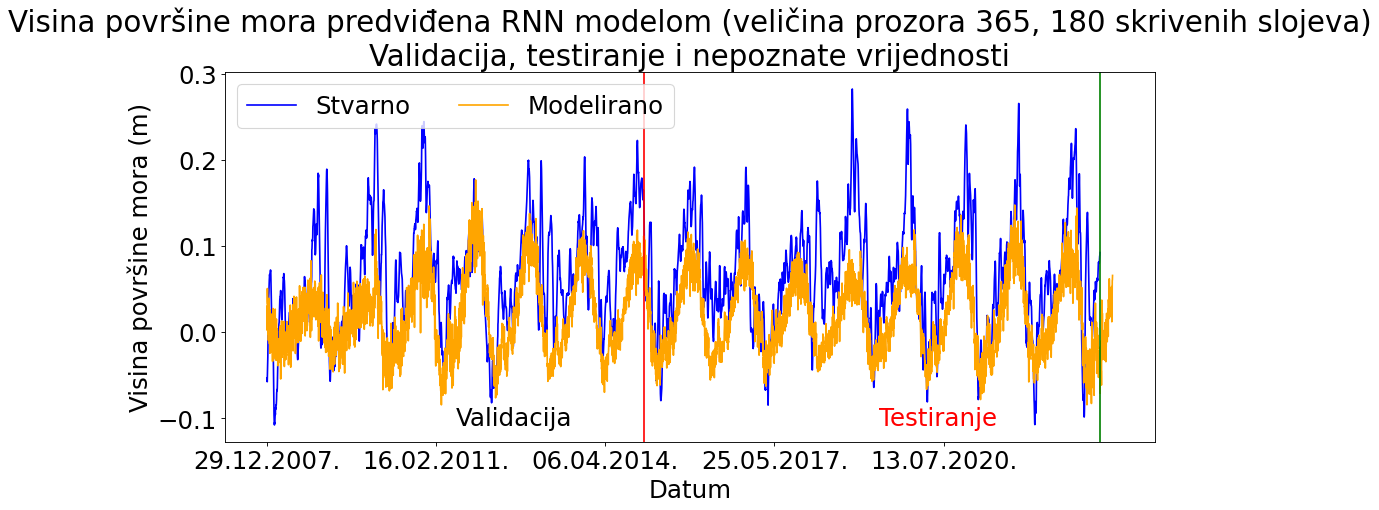 Visina površine mora predviđena RNN modelom (veličina prozora 365, 180 skrivenih slojeva)
Validacija, testiranje i nepoznate vrijednosti
Stvarno
Modelirano
Visina površine mora (m)
0.3
0.2
0.1
0.0
−0.1
Validacija
Testiranje
29.12.2007.
16.02.2011.
06.04.2014.
25.05.2017.
13.07.2020.
Datum